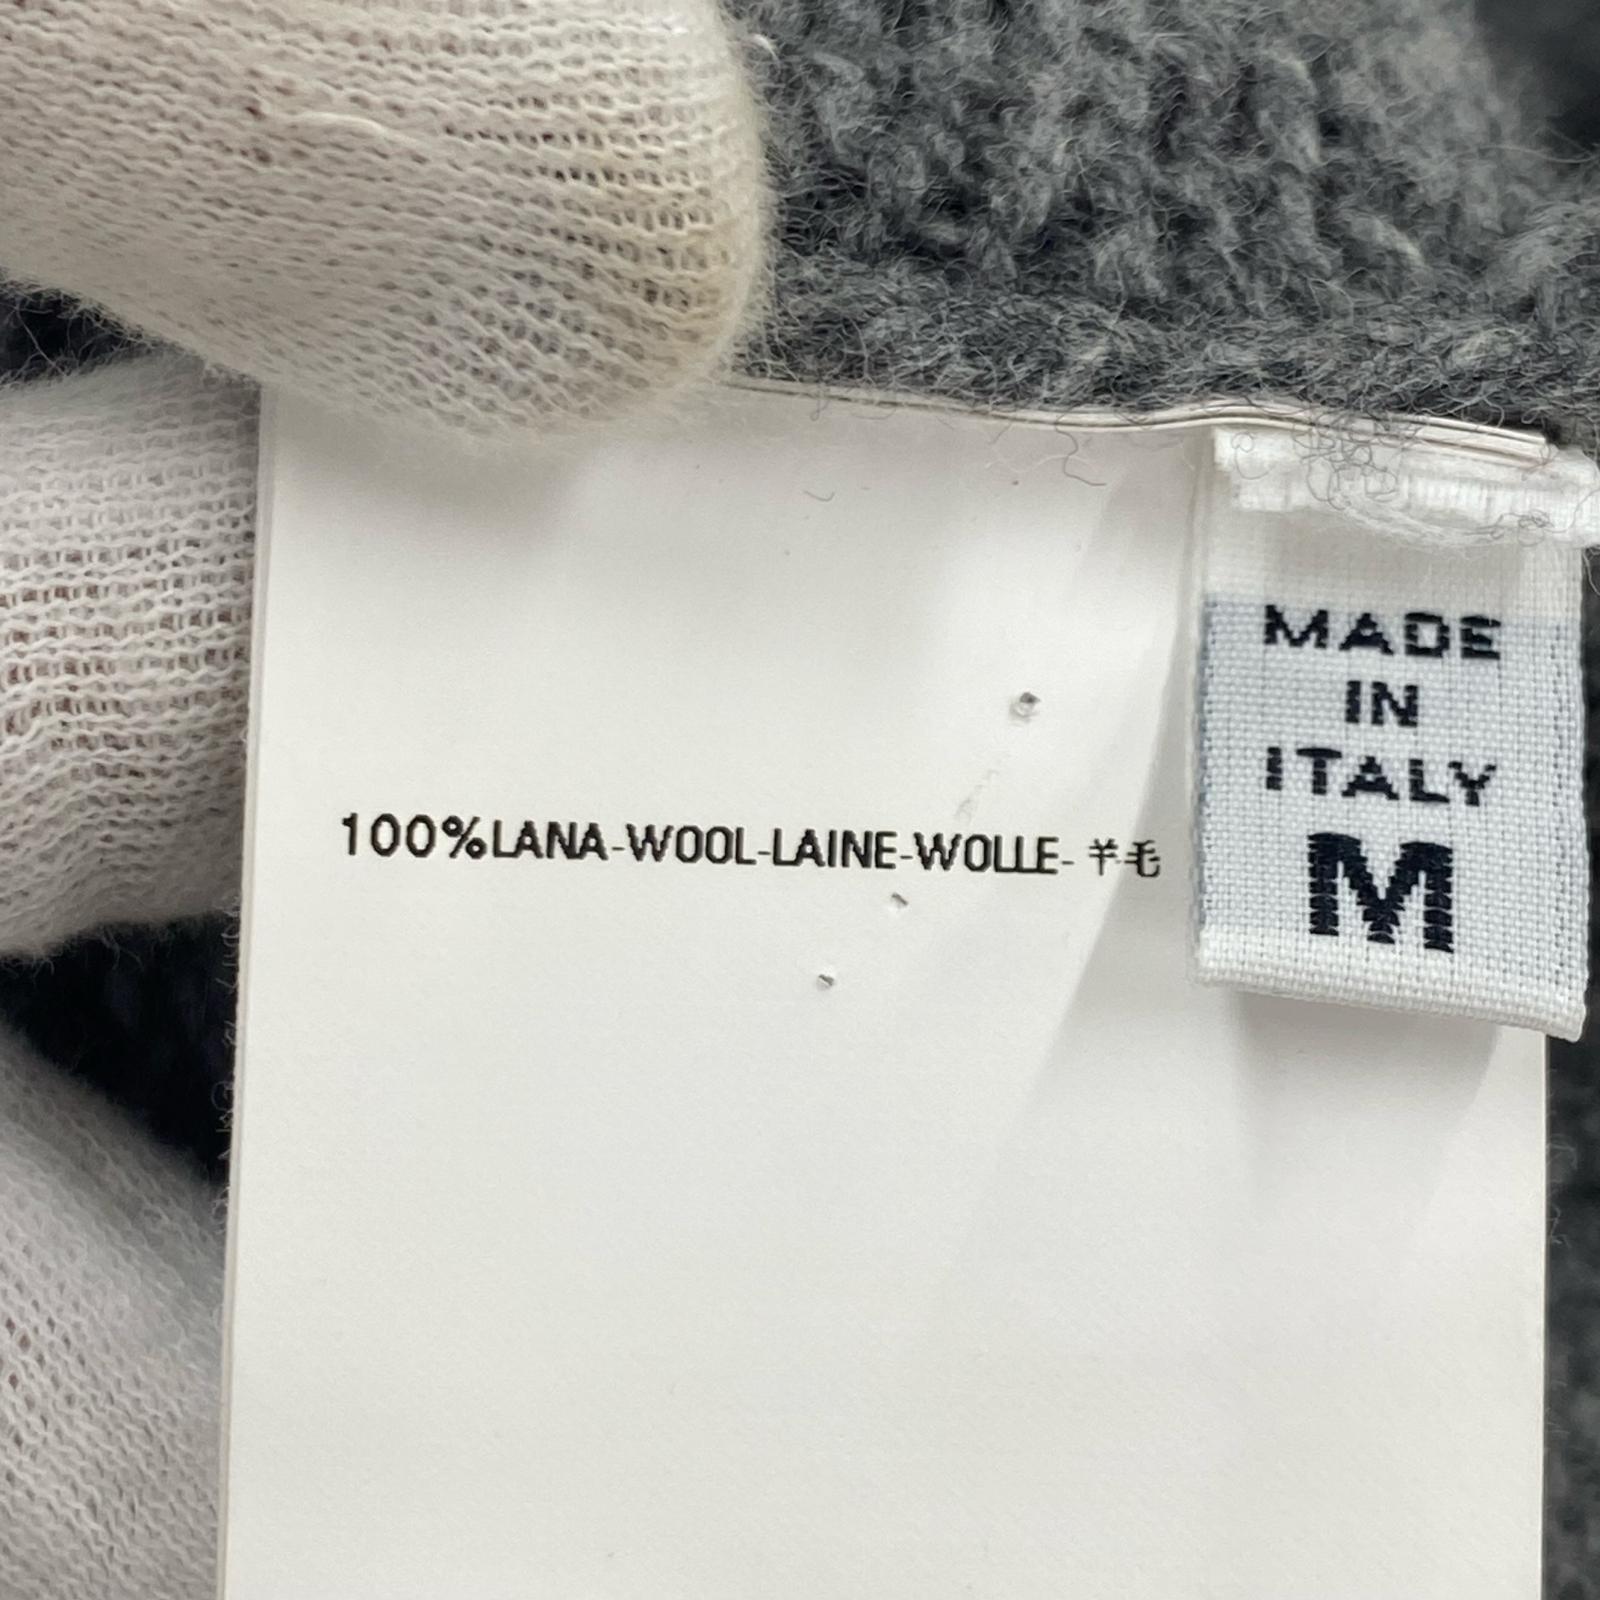 100%LANA-WOOL-LAINE-WOLLE- 羊毛
MADE
IN
ITALY
M